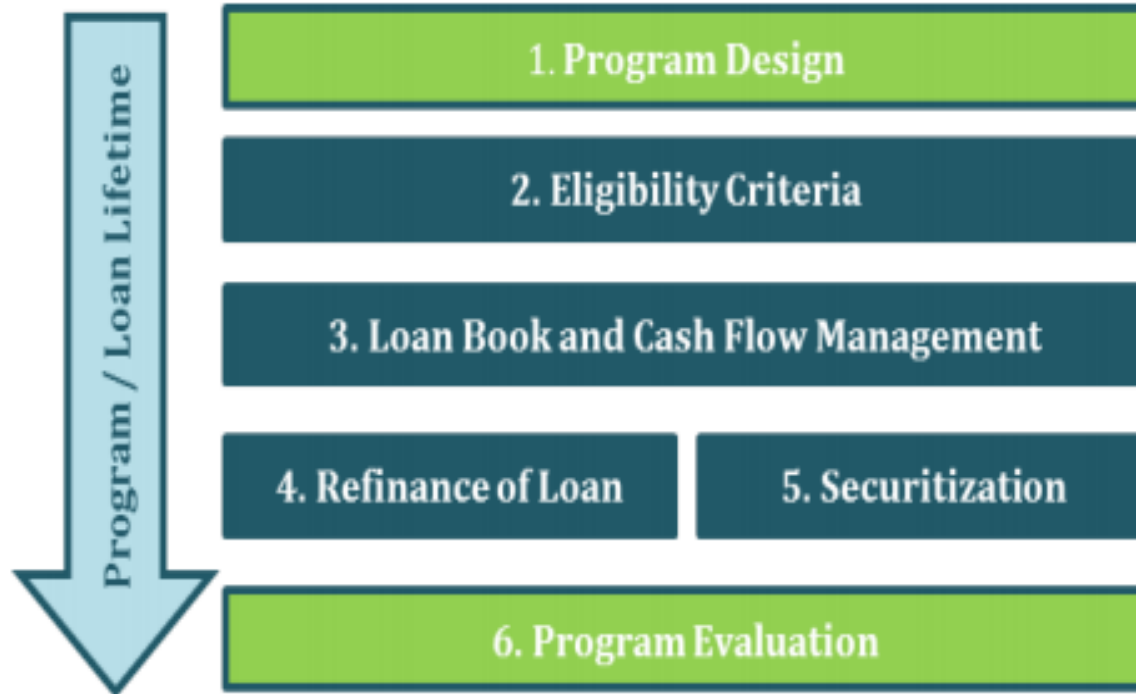 Program / Loan Lifetime
1. Program Design
2. Eligibility Criteria
3. Loan Book and Cash Flow Management
4. Refinance of Loan
5. Securitization
6. Program Evaluation